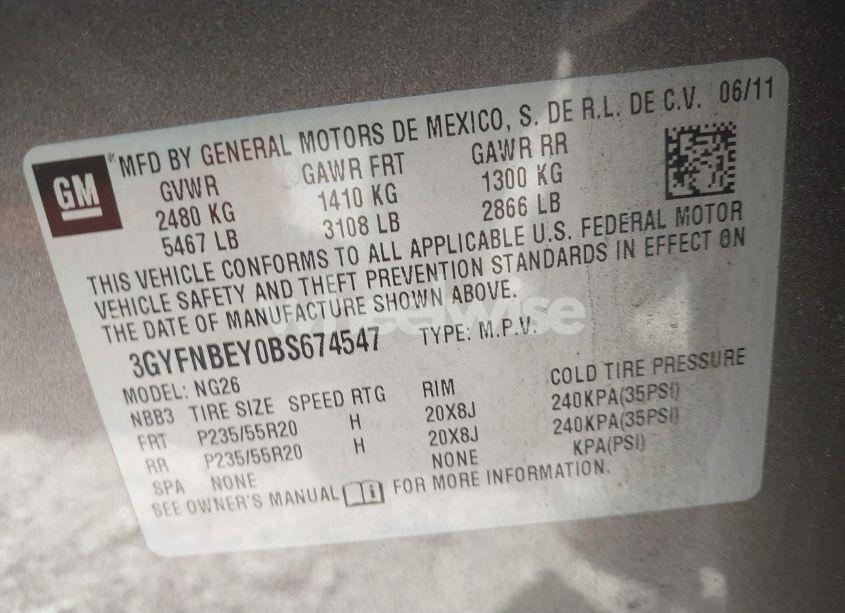 MFD BY GENERAL MOTORS DE MEXICO, S. DE R.L. DE C.V. 06/11
GM
GVWR GAWR FRT GAWR RR
2480 KG 1410 KG 1300 KG
5467 LB 3108 LB 2866 LB
THIS VEHICLE CONFORMS TO ALL APPLICABLE U.S. FEDERAL MOTOR
VEHICLE SAFETY AND THEFT PREVENTION STANDARDS IN EFFECT ON
THE DATE OF MANUFACTURE SHOWN ABOVE.
wheelwise
3GYFNBEY0BS674547 TYPE: M.P.V.
MODEL: NG26
NBB3 TIRE SIZE SPEED RTG RIM COLD TIRE PRESSURE
FRT P235/55R20 H 20X8J 240KPA(35PSI)
RR P235/55R20 H 20X8J 240KPA(35PSI)
SPA NONE NONE KPA(PSI)
SEE OWNER'S MANUAL FOR MORE INFORMATION.